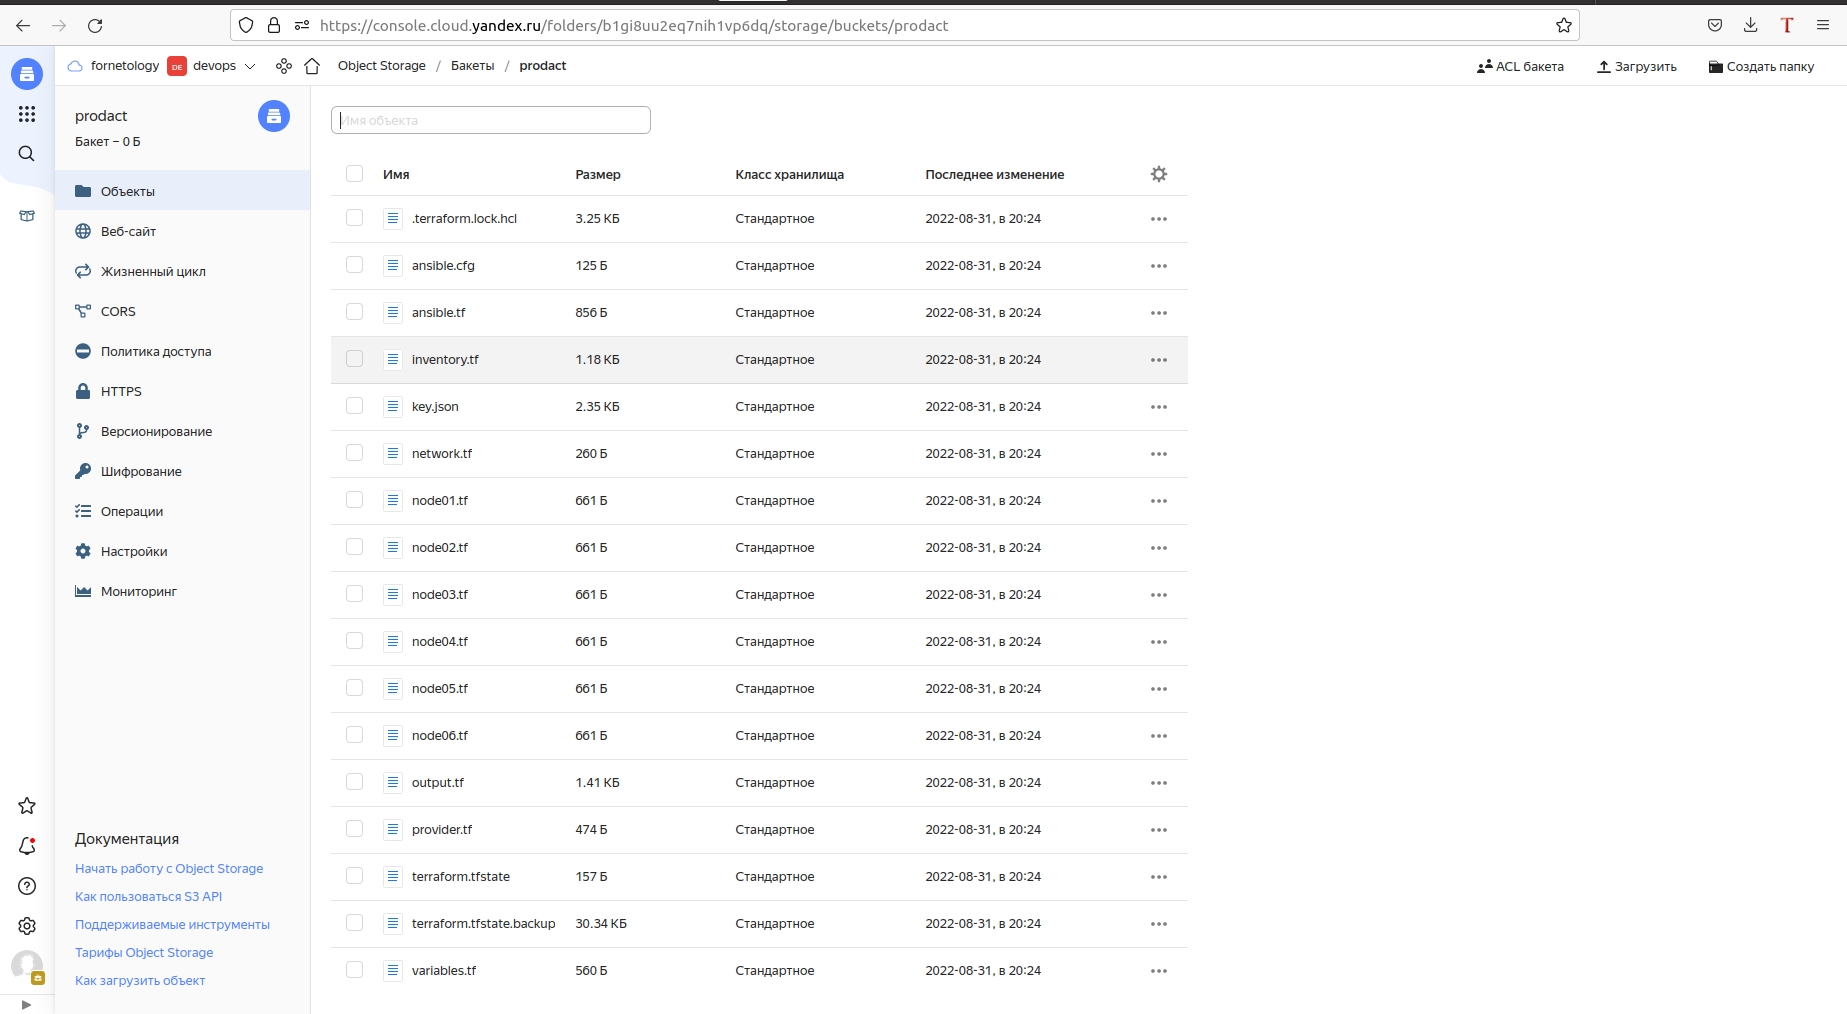 https://console.cloud.yandex.ru/folders/b1gi8uu2eq7nih1vp6dq/storage/buckets/prodact
fornetology DE devops Object Storage / Бакеты / prodact ACL бакета Загрузить Создать папку
prodact
Бакет – 0 Б
Объекты
Веб-сайт
Жизненный цикл
CORS
Политика доступа
HTTPS
Версионирование
Шифрование
Операции
Настройки
Мониторинг
Документация
Начать работу с Object Storage
Как пользоваться S3 API
Поддерживаемые инструменты
Тарифы Object Storage
Как загрузить объект
Имя объекта
Имя Размер Класс хранилища Последнее изменение
.terraform.lock.hcl 3.25 КБ Стандартное 2022-08-31, в 20:24
ansible.cfg 125 Б Стандартное 2022-08-31, в 20:24
ansible.tf 856 Б Стандартное 2022-08-31, в 20:24
inventory.tf 1.18 КБ Стандартное 2022-08-31, в 20:24
key.json 2.35 КБ Стандартное 2022-08-31, в 20:24
network.tf 260 Б Стандартное 2022-08-31, в 20:24
node01.tf 661 Б Стандартное 2022-08-31, в 20:24
node02.tf 661 Б Стандартное 2022-08-31, в 20:24
node03.tf 661 Б Стандартное 2022-08-31, в 20:24
node04.tf 661 Б Стандартное 2022-08-31, в 20:24
node05.tf 661 Б Стандартное 2022-08-31, в 20:24
node06.tf 661 Б Стандартное 2022-08-31, в 20:24
output.tf 1.41 КБ Стандартное 2022-08-31, в 20:24
provider.tf 474 Б Стандартное 2022-08-31, в 20:24
terraform.tfstate 157 Б Стандартное 2022-08-31, в 20:24
terraform.tfstate.backup 30.34 КБ Стандартное 2022-08-31, в 20:24
variables.tf 560 Б Стандартное 2022-08-31, в 20:24